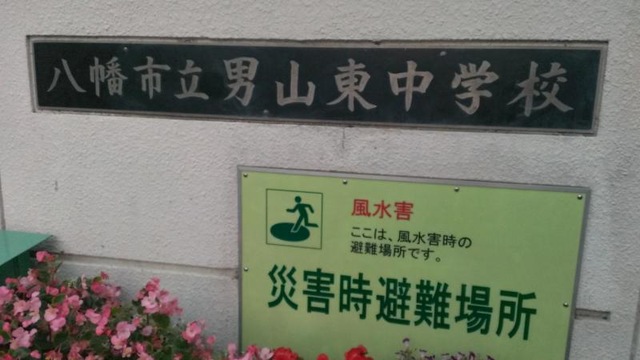 八幡市立男山東中学校
風水害
ここは、風水害時の
避難場所です。
災害時避難場所